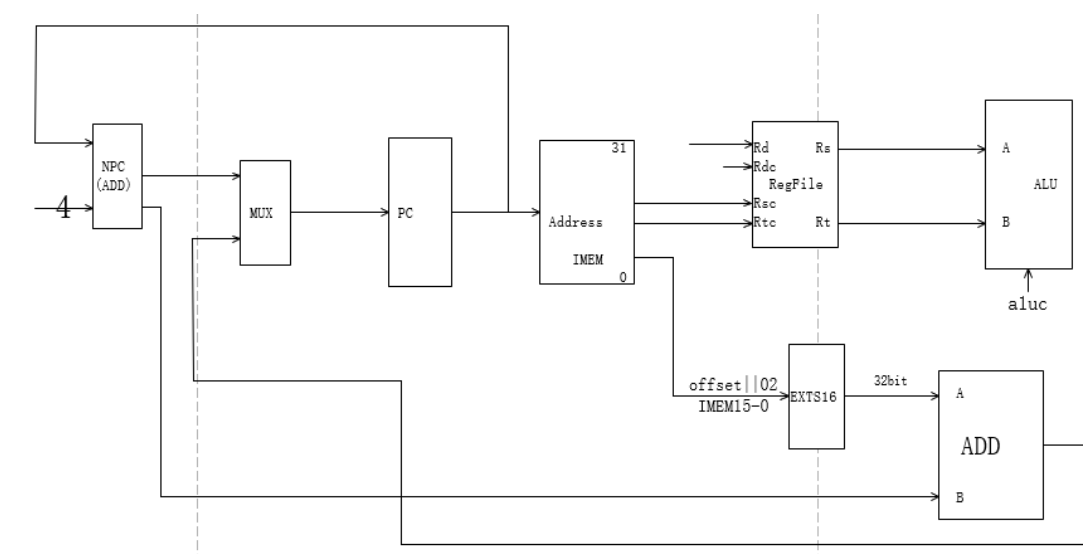 NPC
(ADD)
4
MUX
PC
31
Address
IMEM
0
Rd
Rdc
RegFile
Rsc
Rtc
Rs
Rt
A
ALU
B
aluc
offset||02
IMEM15-0
EXTS16
32bit
A
ADD
B